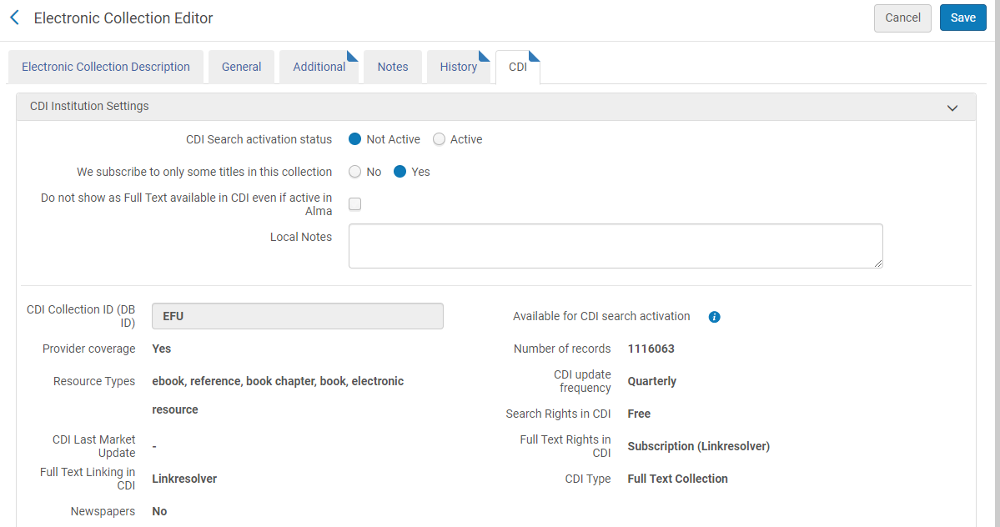 Electronic Collection Editor
Cancel
Save
Electronic Collection Description
General
Additional
Notes
History
CDI
CDI Institution Settings
CDI Search activation status
Not Active
Active
We subscribe to only some titles in this collection
No
Yes
Do not show as Full Text available in CDI even if active in
Alma
Local Notes
CDI Collection ID (DB
ID)
EFU
Available for CDI search activation
i
Provider coverage
Yes
Number of records
1116063
Resource Types
ebook, reference, book chapter, book, electronic
resource
CDI update
frequency
Quarterly
Search Rights in CDI
Free
CDI Last Market
Update
-
Full Text Rights in
CDI
Subscription (Linkresolver)
Full Text Linking in
CDI
Linkresolver
CDI Type
Full Text Collection
Newspapers
No